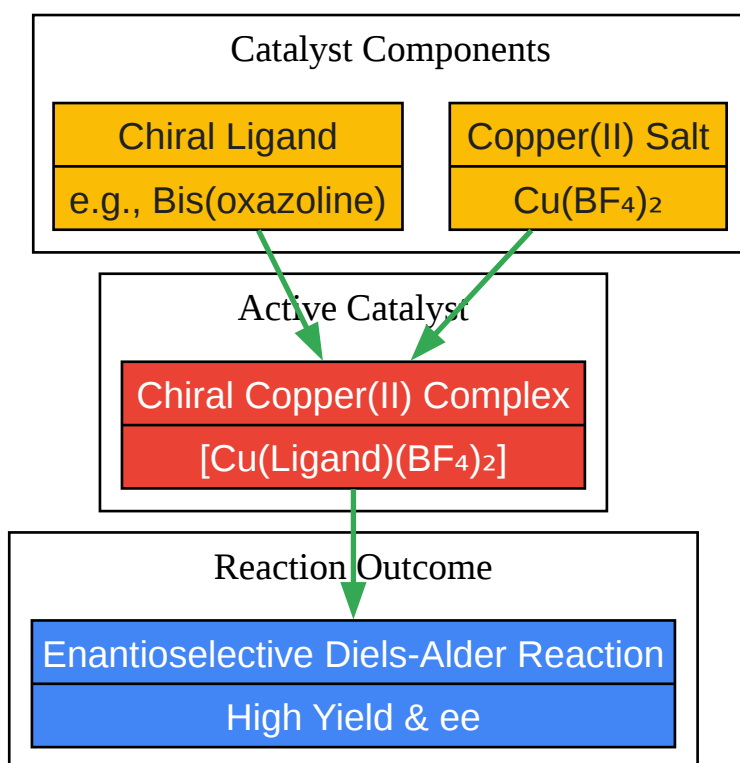 Catalyst Components
Chiral Ligand
e.g., Bis(oxazoline)
Copper(II) Salt
Cu(BF₄)₂
Active Catalyst
Chiral Copper(II) Complex
[Cu(Ligand)(BF₄)₂]
Reaction Outcome
Enantioselective Diels-Alder Reaction
High Yield & ee